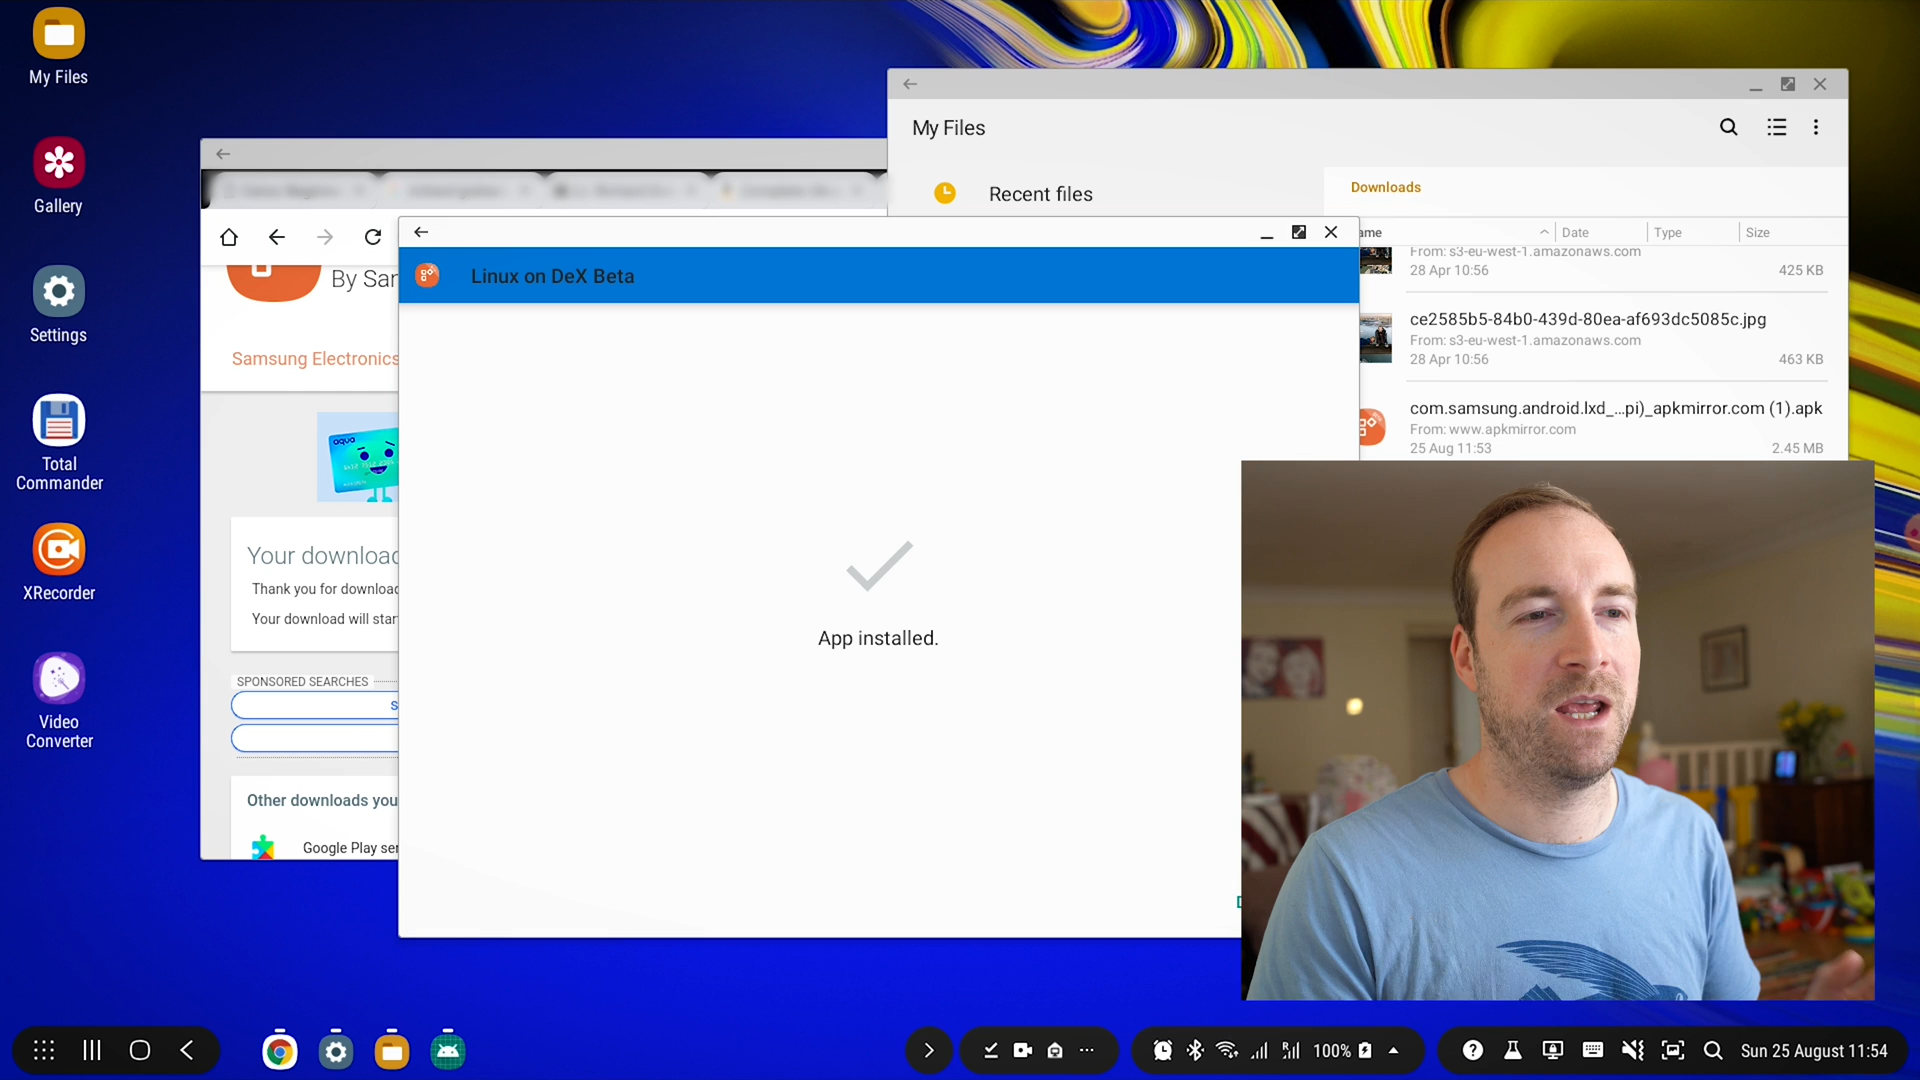 My Files
Gallery
Settings
Total
Commander
XRecorder
Video
Converter
My Files
Recent files
Downloads
ame
Date
Type
Size
From: s3-eu-west-1.amazonaws.com
28 Apr 10:56
425 KB
ce2585b5-84b0-439d-80ea-af693dc5085c.jpg
From: s3-eu-west-1.amazonaws.com
28 Apr 10:56
463 KB
com.samsung.android.lxd_...pi)_apkmirror.com (1).apk
From: www.apkmirror.com
25 Aug 11:53
2.45 MB
By Sar
Samsung Electronics
aqua
Your download
Thank you for download
Your download will star
SPONSORED SEARCHES
S
Other downloads you
Google Play ser
Linux on DeX Beta
App installed.
100%
Sun 25 August 11:54